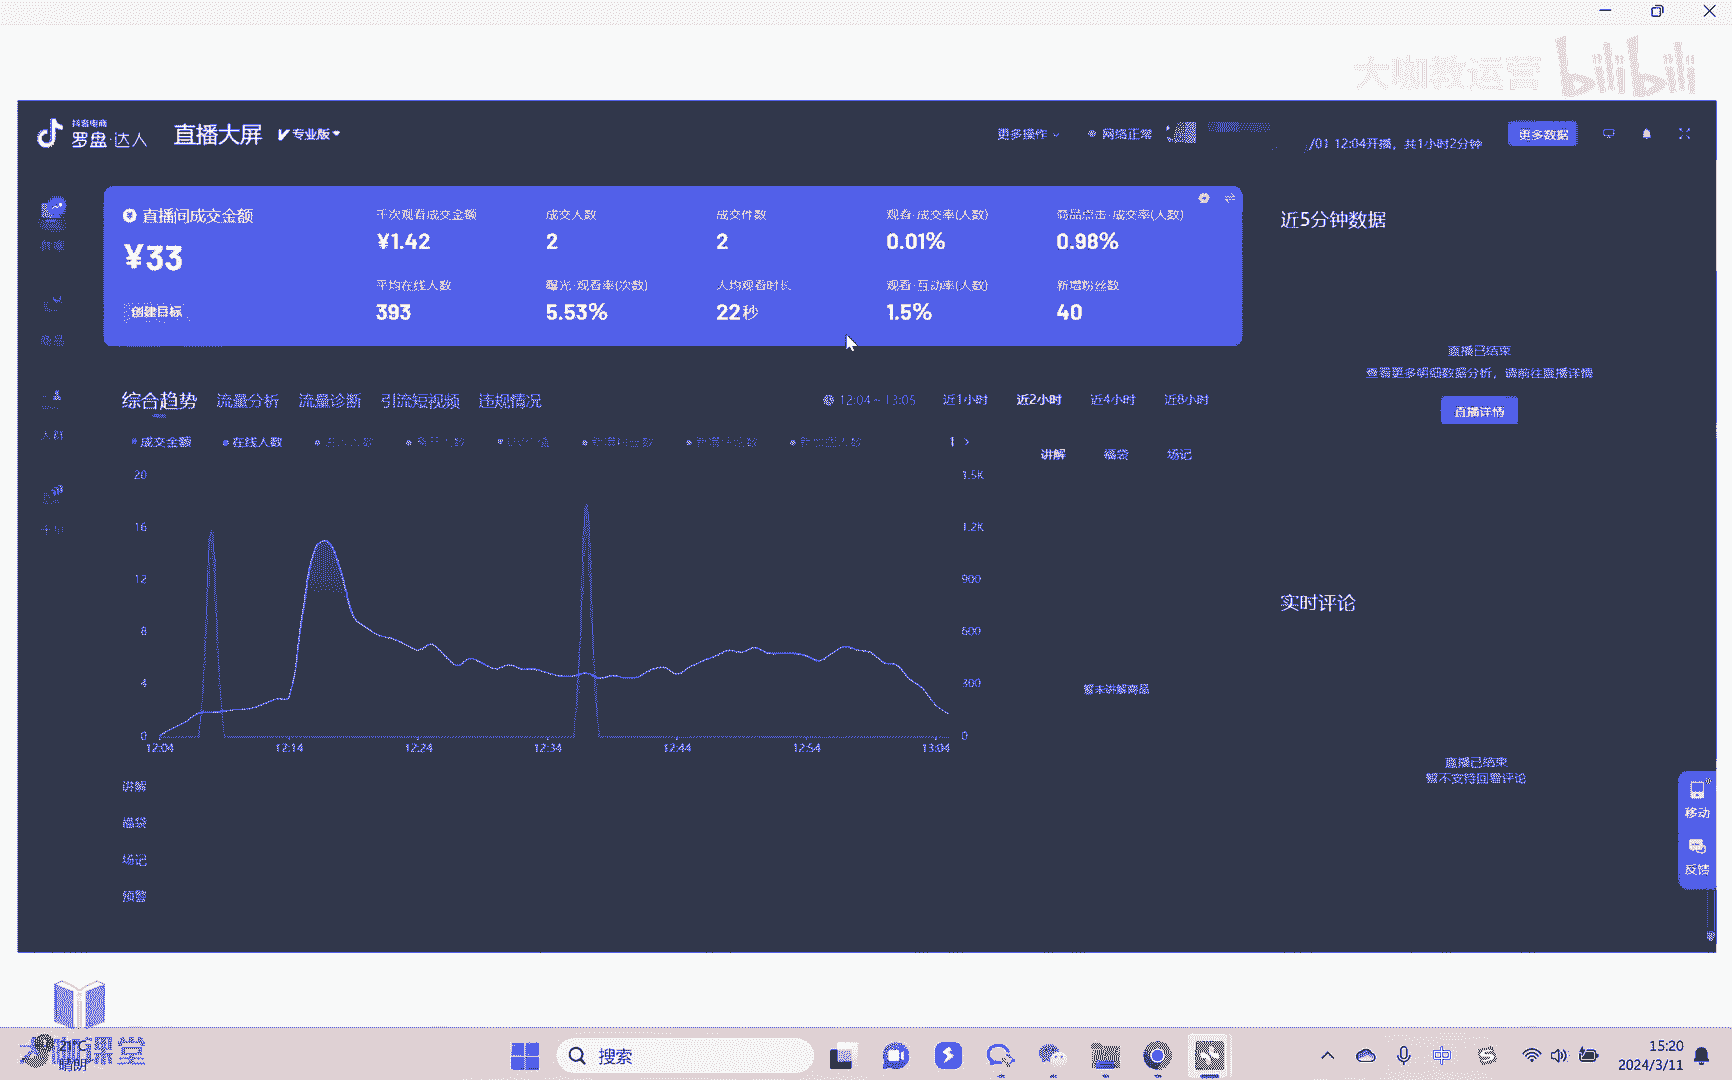 大咖教运营 bilibili
抖音电商
罗盘·达人
直播大屏
专业版
更多操作
网络正常
/01 12:04开播，共1小时2分钟
更多数据
直播间成交金额
¥33
创建目标
千次观看成交金额
¥1.42
成交人数
2
成交件数
2
观看-成交率(人数)
0.01%
商品点击-成交率(人数)
0.98%
平均在线人数
393
曝光-观看率(次数)
5.53%
人均观看时长
22秒
观看-互动率(人数)
1.5%
新增粉丝数
40
近5分钟数据
直播已结束
查看更多明细数据分析，请前往直播详情
直播详情
综合趋势 流量分析 流量诊断 引流短视频 违规情况
12:04 ~ 13:05 近1小时 近2小时 近4小时 近8小时
成交金额 在线人数
1
讲解 福袋 场记
20
16
12
8
4
0
1.5K
1.2K
900
600
300
0
12:04 12:14 12:24 12:34 12:44 12:54 13:04
暂未讲解商品
实时评论
直播已结束
暂不支持回看评论
讲解
福袋
场记
预警
移动
反馈
搜索
中
15:20
2024/3/11